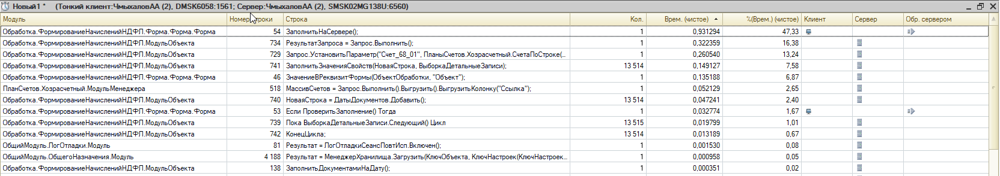 Новый1 * (Тонкий клиент:ЧмыхаловАА (2), DMSK6058:1561; Сервер:ЧмыхаловАА (2), SMSK02MG138U:6560)
Модуль Номер строки Строка Кол. Врем. (чистое) %(Врем.) (чистое) Клиент Сервер Обр. сервером
Обработка.ФормированиеНачисленийНДФЛ.Форма.Форма.Форма 54 ЗаполнитьНаСервере(); 1 0,931294 47,33
Обработка.ФормированиеНачисленийНДФЛ.МодульОбъекта 734 РезультатЗапроса = Запрос.Выполнить(); 1 0,322359 16,38
Обработка.ФормированиеНачисленийНДФЛ.МодульОбъекта 729 Запрос.УстановитьПараметр("Счет_68_01", ПланыСчетов.Хозрасчетный.СчетаПоСтроке(... 1 0,260540 13,24
Обработка.ФормированиеНачисленийНДФЛ.МодульОбъекта 741 ЗаполнитьЗначенияСвойств(НоваяСтрока, ВыборкаДетальныеЗаписи); 13 514 0,149127 7,58
Обработка.ФормированиеНачисленийНДФЛ.Форма.Форма.Форма 46 ЗначениеВРеквизитФормы(ОбъектОбработки, "Объект"); 1 0,135188 6,87
ПланСчетов.Хозрасчетный.МодульМенеджера 518 МассивСчетов = Запрос.Выполнить().Выгрузить().ВыгрузитьКолонку("Ссылка"); 1 0,052129 2,65
Обработка.ФормированиеНачисленийНДФЛ.МодульОбъекта 740 НоваяСтрока = ДатыДокументов.Добавить(); 13 514 0,047241 2,40
Обработка.ФормированиеНачисленийНДФЛ.Форма.Форма.Форма 53 Если ПроверитьЗаполнение() Тогда 1 0,032774 1,67
Обработка.ФормированиеНачисленийНДФЛ.МодульОбъекта 739 Пока ВыборкаДетальныеЗаписи.Следующий() Цикл 13 515 0,019799 1,01
Обработка.ФормированиеНачисленийНДФЛ.МодульОбъекта 742 КонецЦикла; 13 514 0,013189 0,67
ОбщийМодуль.ЛогОтладки.Модуль 81 Результат = ЛогОтладкиСеансПовтИсп.Включен(); 1 0,001530 0,08
ОбщийМодуль.ОбщегоНазначения.Модуль 4 188 Результат = МенеджерХранилища.Загрузить(КлючОбъекта, КлючНастроек(КлючНастроек... 1 0,000958 0,05
Обработка.ФормированиеНачисленийНДФЛ.МодульОбъекта 138 ЗаполнитьДокументамиНаДату(); 1 0,000351 0,02